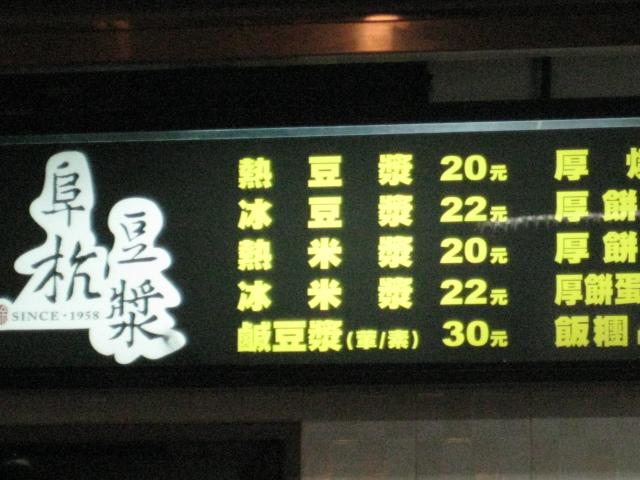 阜杭
豆漿
SINCE·1958
熱豆漿 20元
冰豆漿 22元
熱米漿 20元
冰米漿 22元
鹹豆漿(葷/素) 30元
厚
厚餅
厚餅
厚餅蛋
飯糰